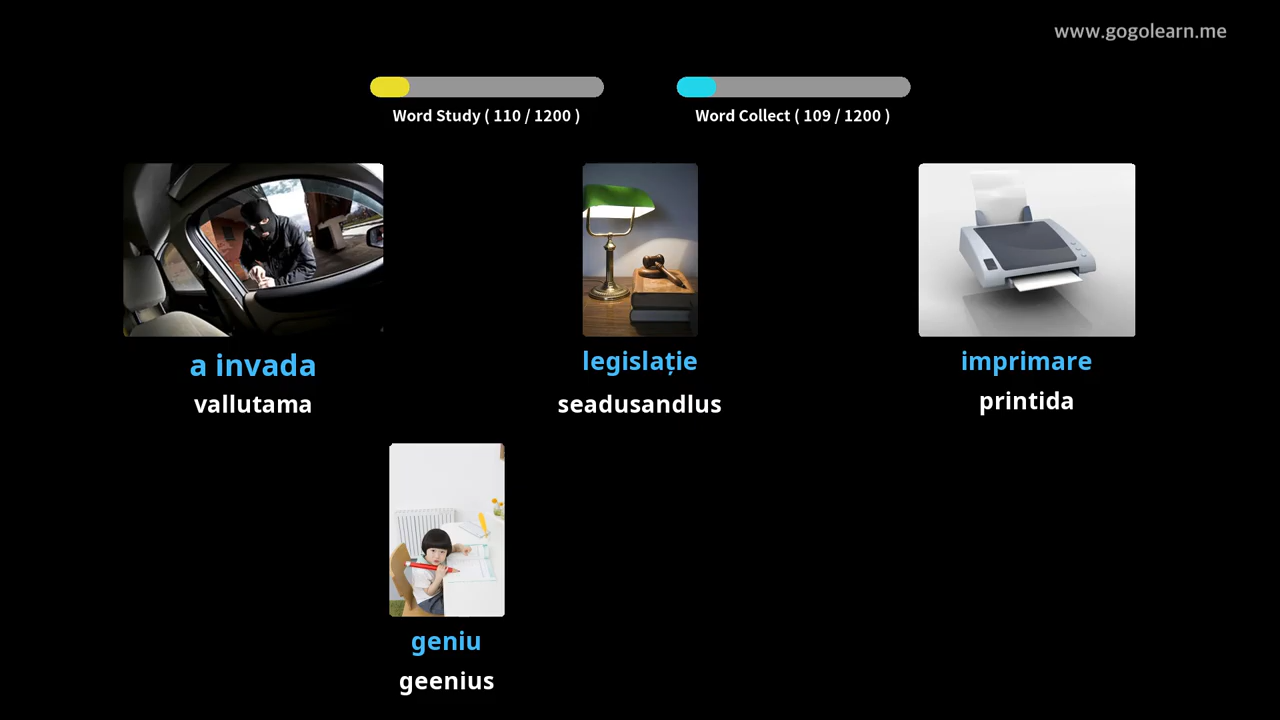 www.gogolearn.me
Word Study ( 110 / 1200 )
Word Collect ( 109 / 1200 )
a invada
vallutama
legislație
seadusandlus
imprimare
printida
geniu
geenius